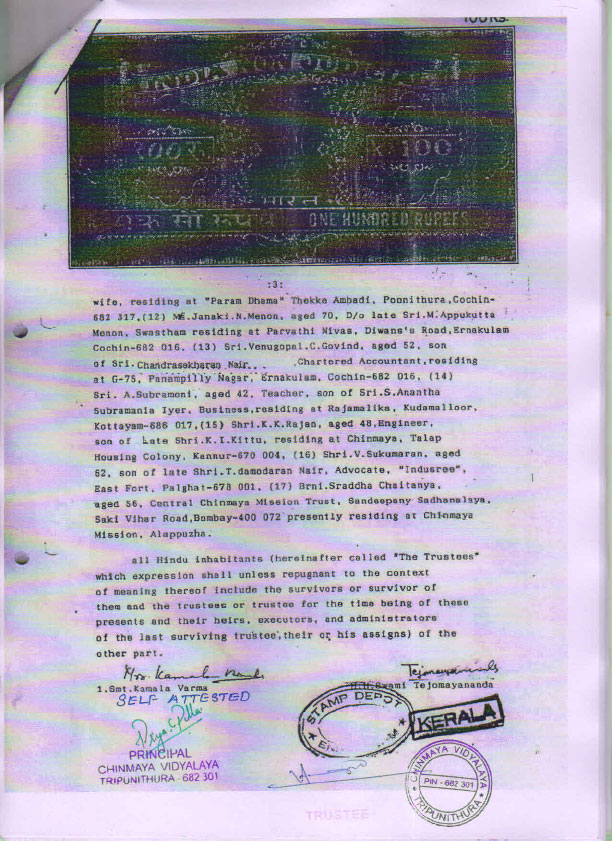 100Rs.
INDIA NON JUDICIAL
100
भारत
एक सौ रुपये ONE HUNDRED RUPEES
:3:
wife, residing at "Param Dhama" Thekke Ambadi, Poonithura,Cochin-
682 317,(12) Ms.Janaki.N.Menon, aged 70, D/o late Sri.M.Appukutta
Menon, Swastham residing at Parvathi Nivas, Diwans's Road,Ernakulam
Cochin-682 016, (13) Sri.Venugopal.C.Govind, aged 52, son
of Sri.Chandrasekharan Nair.. ,Chartered Accountant,residing
at G-75, Panampilly Nagar, Ernakulam, Cochin-682 016, (14)
Sri. A.Subramoni, aged 42, Teacher, son of Sri.S.Anantha
Subramania Iyer, Business,residing at Rajamalika, Kudamalloor,
Kottayam-686 017,(15) Shri.K.K.Rajan, aged 48,Engineer,
son of Late Shri.K.I.Kittu, residing at Chinmaya, Talap
Housing Colony, Kannur-670 004, (16) Shri.V.Sukumaran, aged
62, son of late Shri.T.damodaran Nair, Advocate, "Indusree",
East Fort, Palghat-678 001, (17) Brni.Sraddha Chaitanya,
aged 56, Central Chinmaya Mission Trust, Sandeepany Sadhanalaya,
Saki Vihar Road,Bombay-400 072 presently residing at Chinmaya
Mission, Alappuzha.
all Hindu inhabitants (hereinafter called "The Trustees"
which expression shall unless repugnant to the context
of meaning thereof include the survivors or survivor of
them and the trustees or trustee for the time being of these
presents and their heirs, executors, and administrators
of the last surviving trustee,their or his assigns) of the
other part.
Tejomayananda
1.Smt.Kamala Varma
Swami Tejomayananda
SELF ATTESTED
STAMP DEPOT
KERALA
PRINCIPAL
CHINMAYA VIDYALAYA
TRIPUNITHURA - 682 301
CHINMAYA VIDYALAYA
PIN - 682 301
TRIPUNITHURA
TRUSTEE